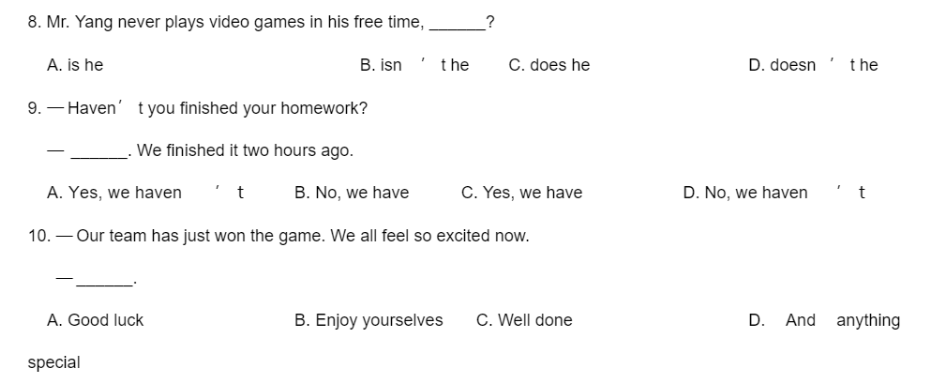 8. Mr. Yang never plays video games in his free time, ______?
A. is he B. isn ′ t he C. does he D. doesn ′ t he
9. — Haven′ t you finished your homework?
— ______. We finished it two hours ago.
A. Yes, we haven ′ t B. No, we have C. Yes, we have D. No, we haven ′ t
10. — Our team has just won the game. We all feel so excited now.
—______.
A. Good luck B. Enjoy yourselves C. Well done D. And anything
special